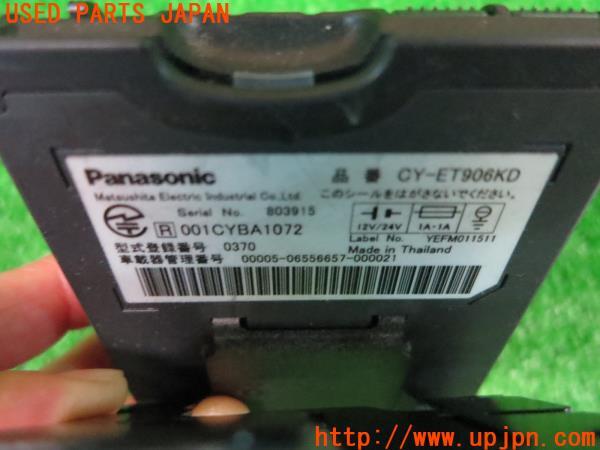 USED PARTS JAPAN
Panasonic 品番 CY-ET906KD
Matsushita Electric Industrial Co.,Ltd. このシールをはがさないでください。
Serial No. 803915
R 001CYBA1072 12V/24V 1A-1A
Label No. YEFM011511
型式登録番号 0370 Made in Thailand
車載器管理番号 00005-06556657-000021
http://www.upjpn.com